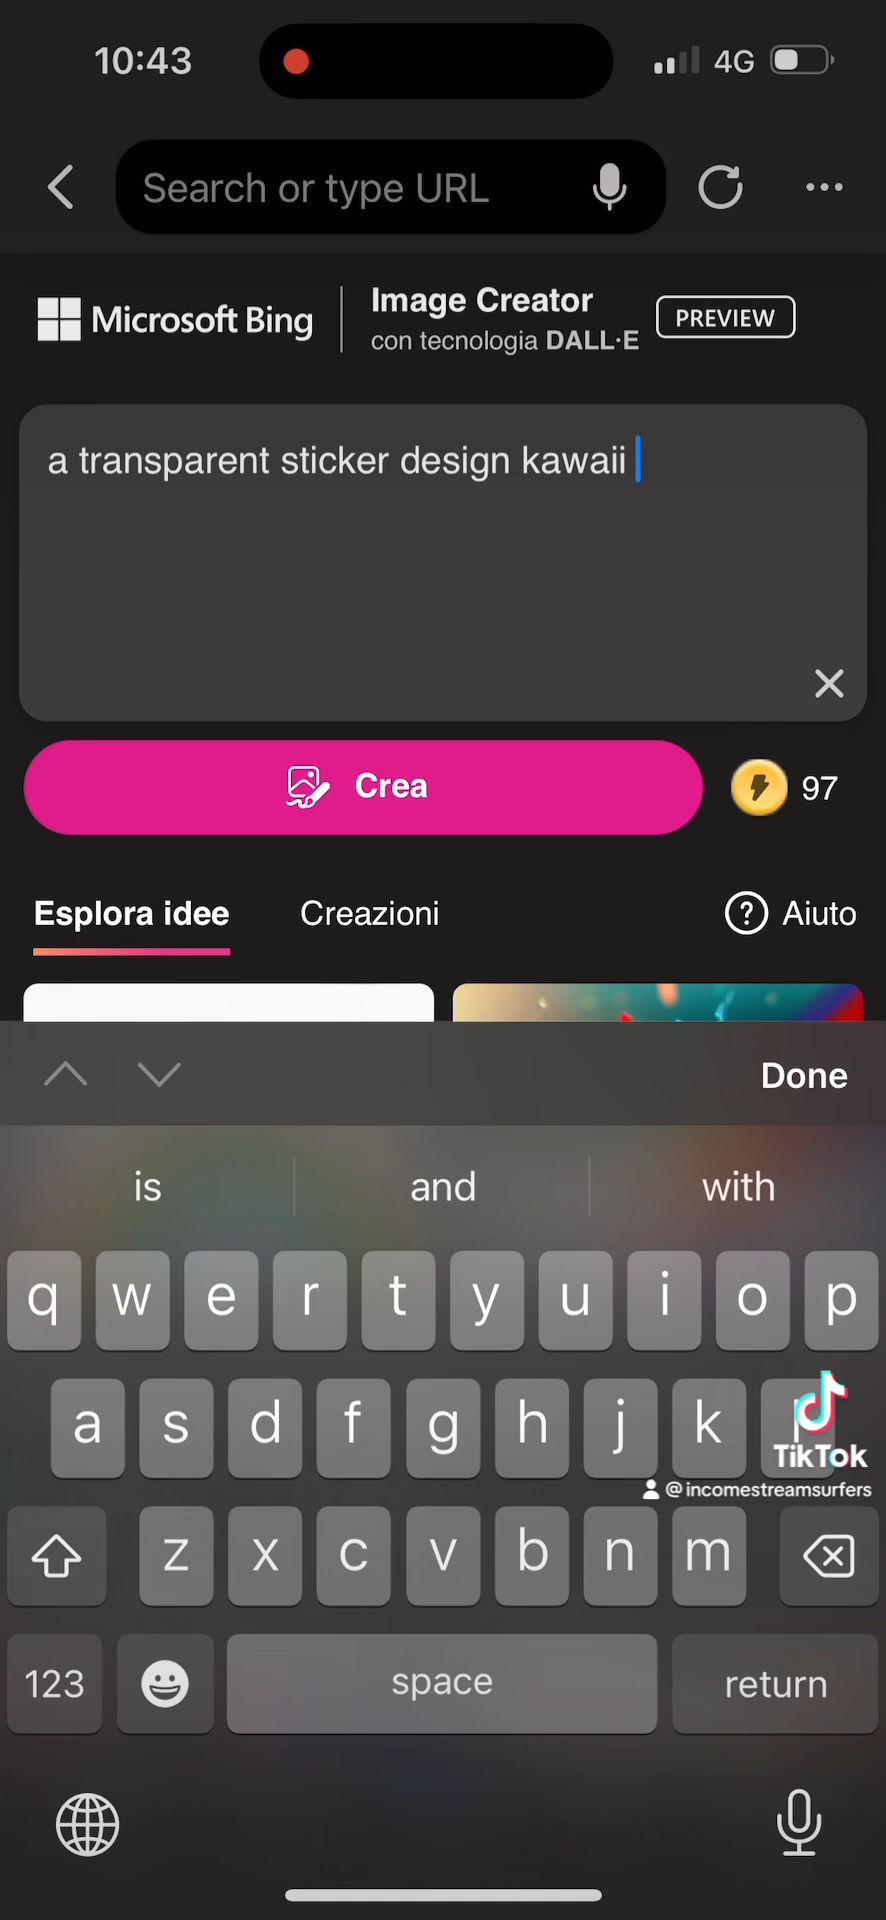 10:43
4G
Search or type URL
Microsoft Bing
Image Creator
con tecnologia DALL·E
PREVIEW
a transparent sticker design kawaii
Crea
97
Esplora idee
Creazioni
Aiuto
Done
is and with
q w e r t y u i o p
a s d f g h j k
TikTok
@incomestreamsurfers
z x c v b n m
123
space
return